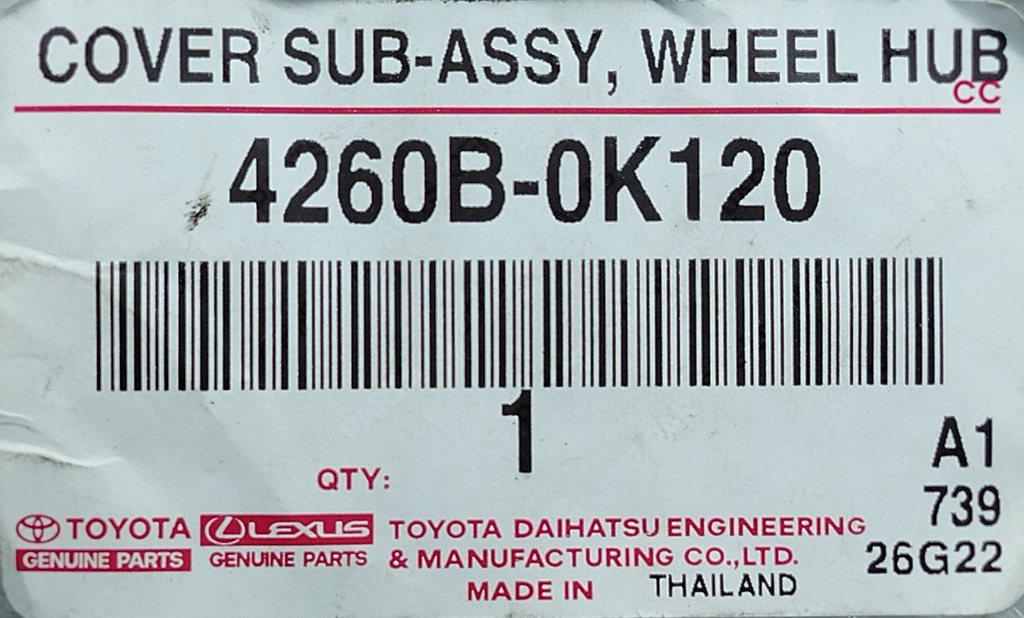 COVER SUB-ASSY, WHEEL HUB
CC
4260B-0K120
1
QTY:
A1
739
26G22
TOYOTA
GENUINE PARTS
LEXUS
GENUINE PARTS
TOYOTA DAIHATSU ENGINEERING
& MANUFACTURING CO.,LTD.
MADE IN THAILAND